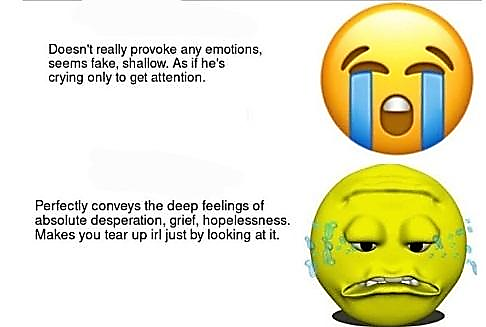 Doesn't really provoke any emotions,
seems fake, shallow. As if he's
crying only to get attention.
Perfectly conveys the deep feelings of
absolute desperation, grief, hopelessness.
Makes you tear up irl just by looking at it.